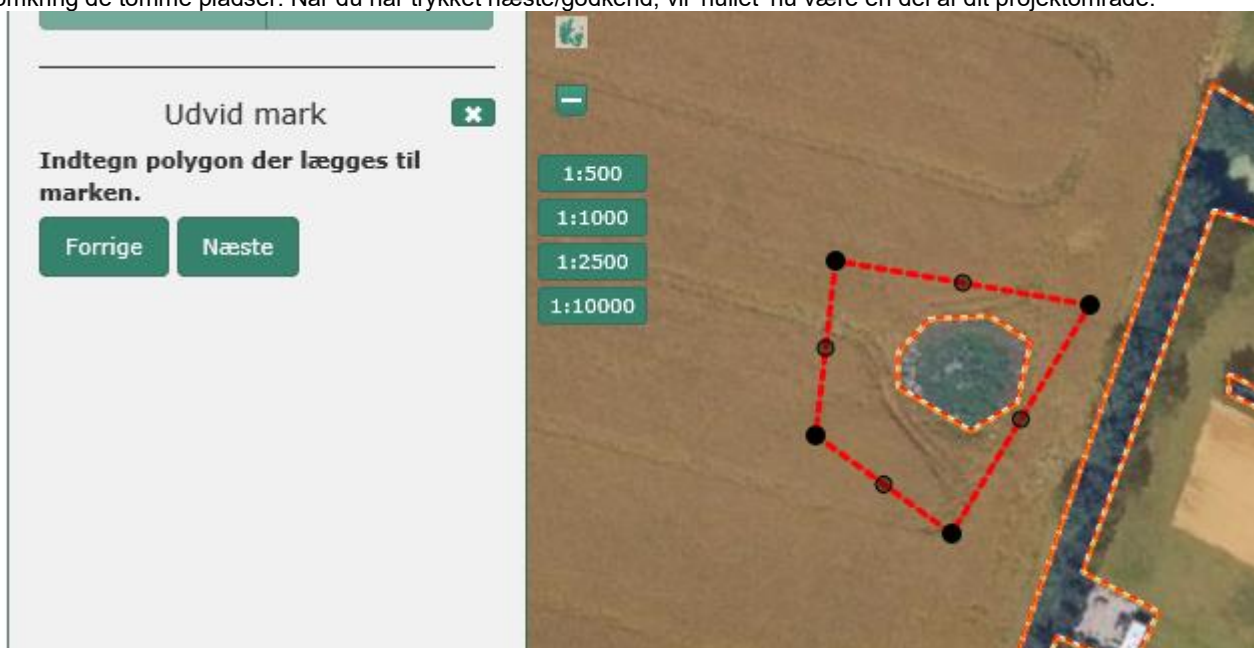 omkring de tomme pladser. Når du har trykket næste/godkend, vil 'hullet' nu være en del af dit projektområde.
Udvid mark
Indtegn polygon der lægges til
marken.
Forrige
Næste
1:500
1:1000
1:2500
1:10000